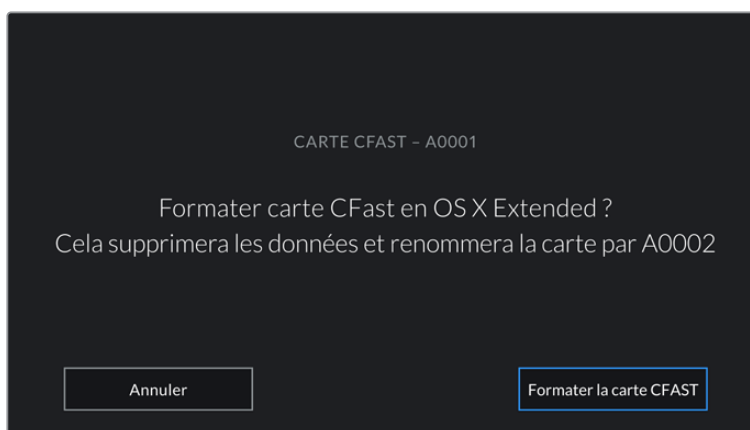 CARTE CFAST – A0001
Formater carte CFast en OS X Extended ?
Cela supprimera les données et renommera la carte par A0002
Annuler
Formater la carte CFAST